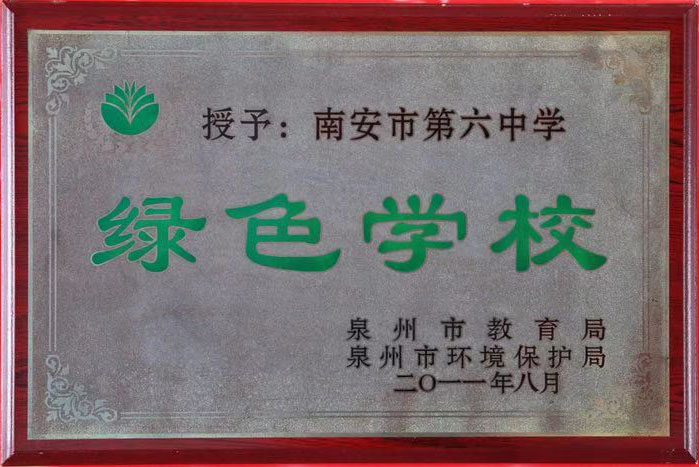 授予：南安市第六中学
绿色学校
泉州市教育局
泉州市环境保护局
二〇一一年八月